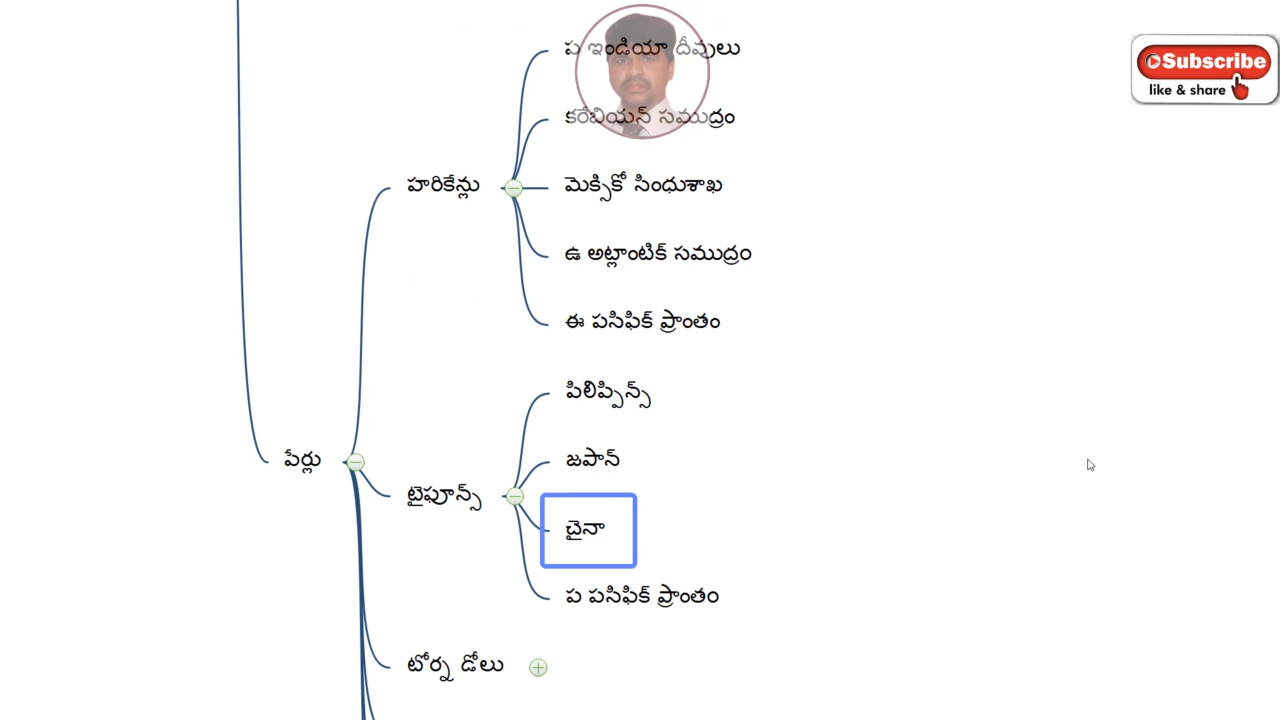 ప ఇండియా దీవులు
Subscribe
like & share
కరేబియన్ సముద్రం
హరికేన్లు
మెక్సికో సింధుశాఖ
ఉ అట్లాంటిక్ సముద్రం
ఈ పసిఫిక్ ప్రాంతం
పిలిప్పిన్స్
పేర్లు
జపాన్
టైఫూన్స్
చైనా
ప పసిఫిక్ ప్రాంతం
టోర్న డోలు